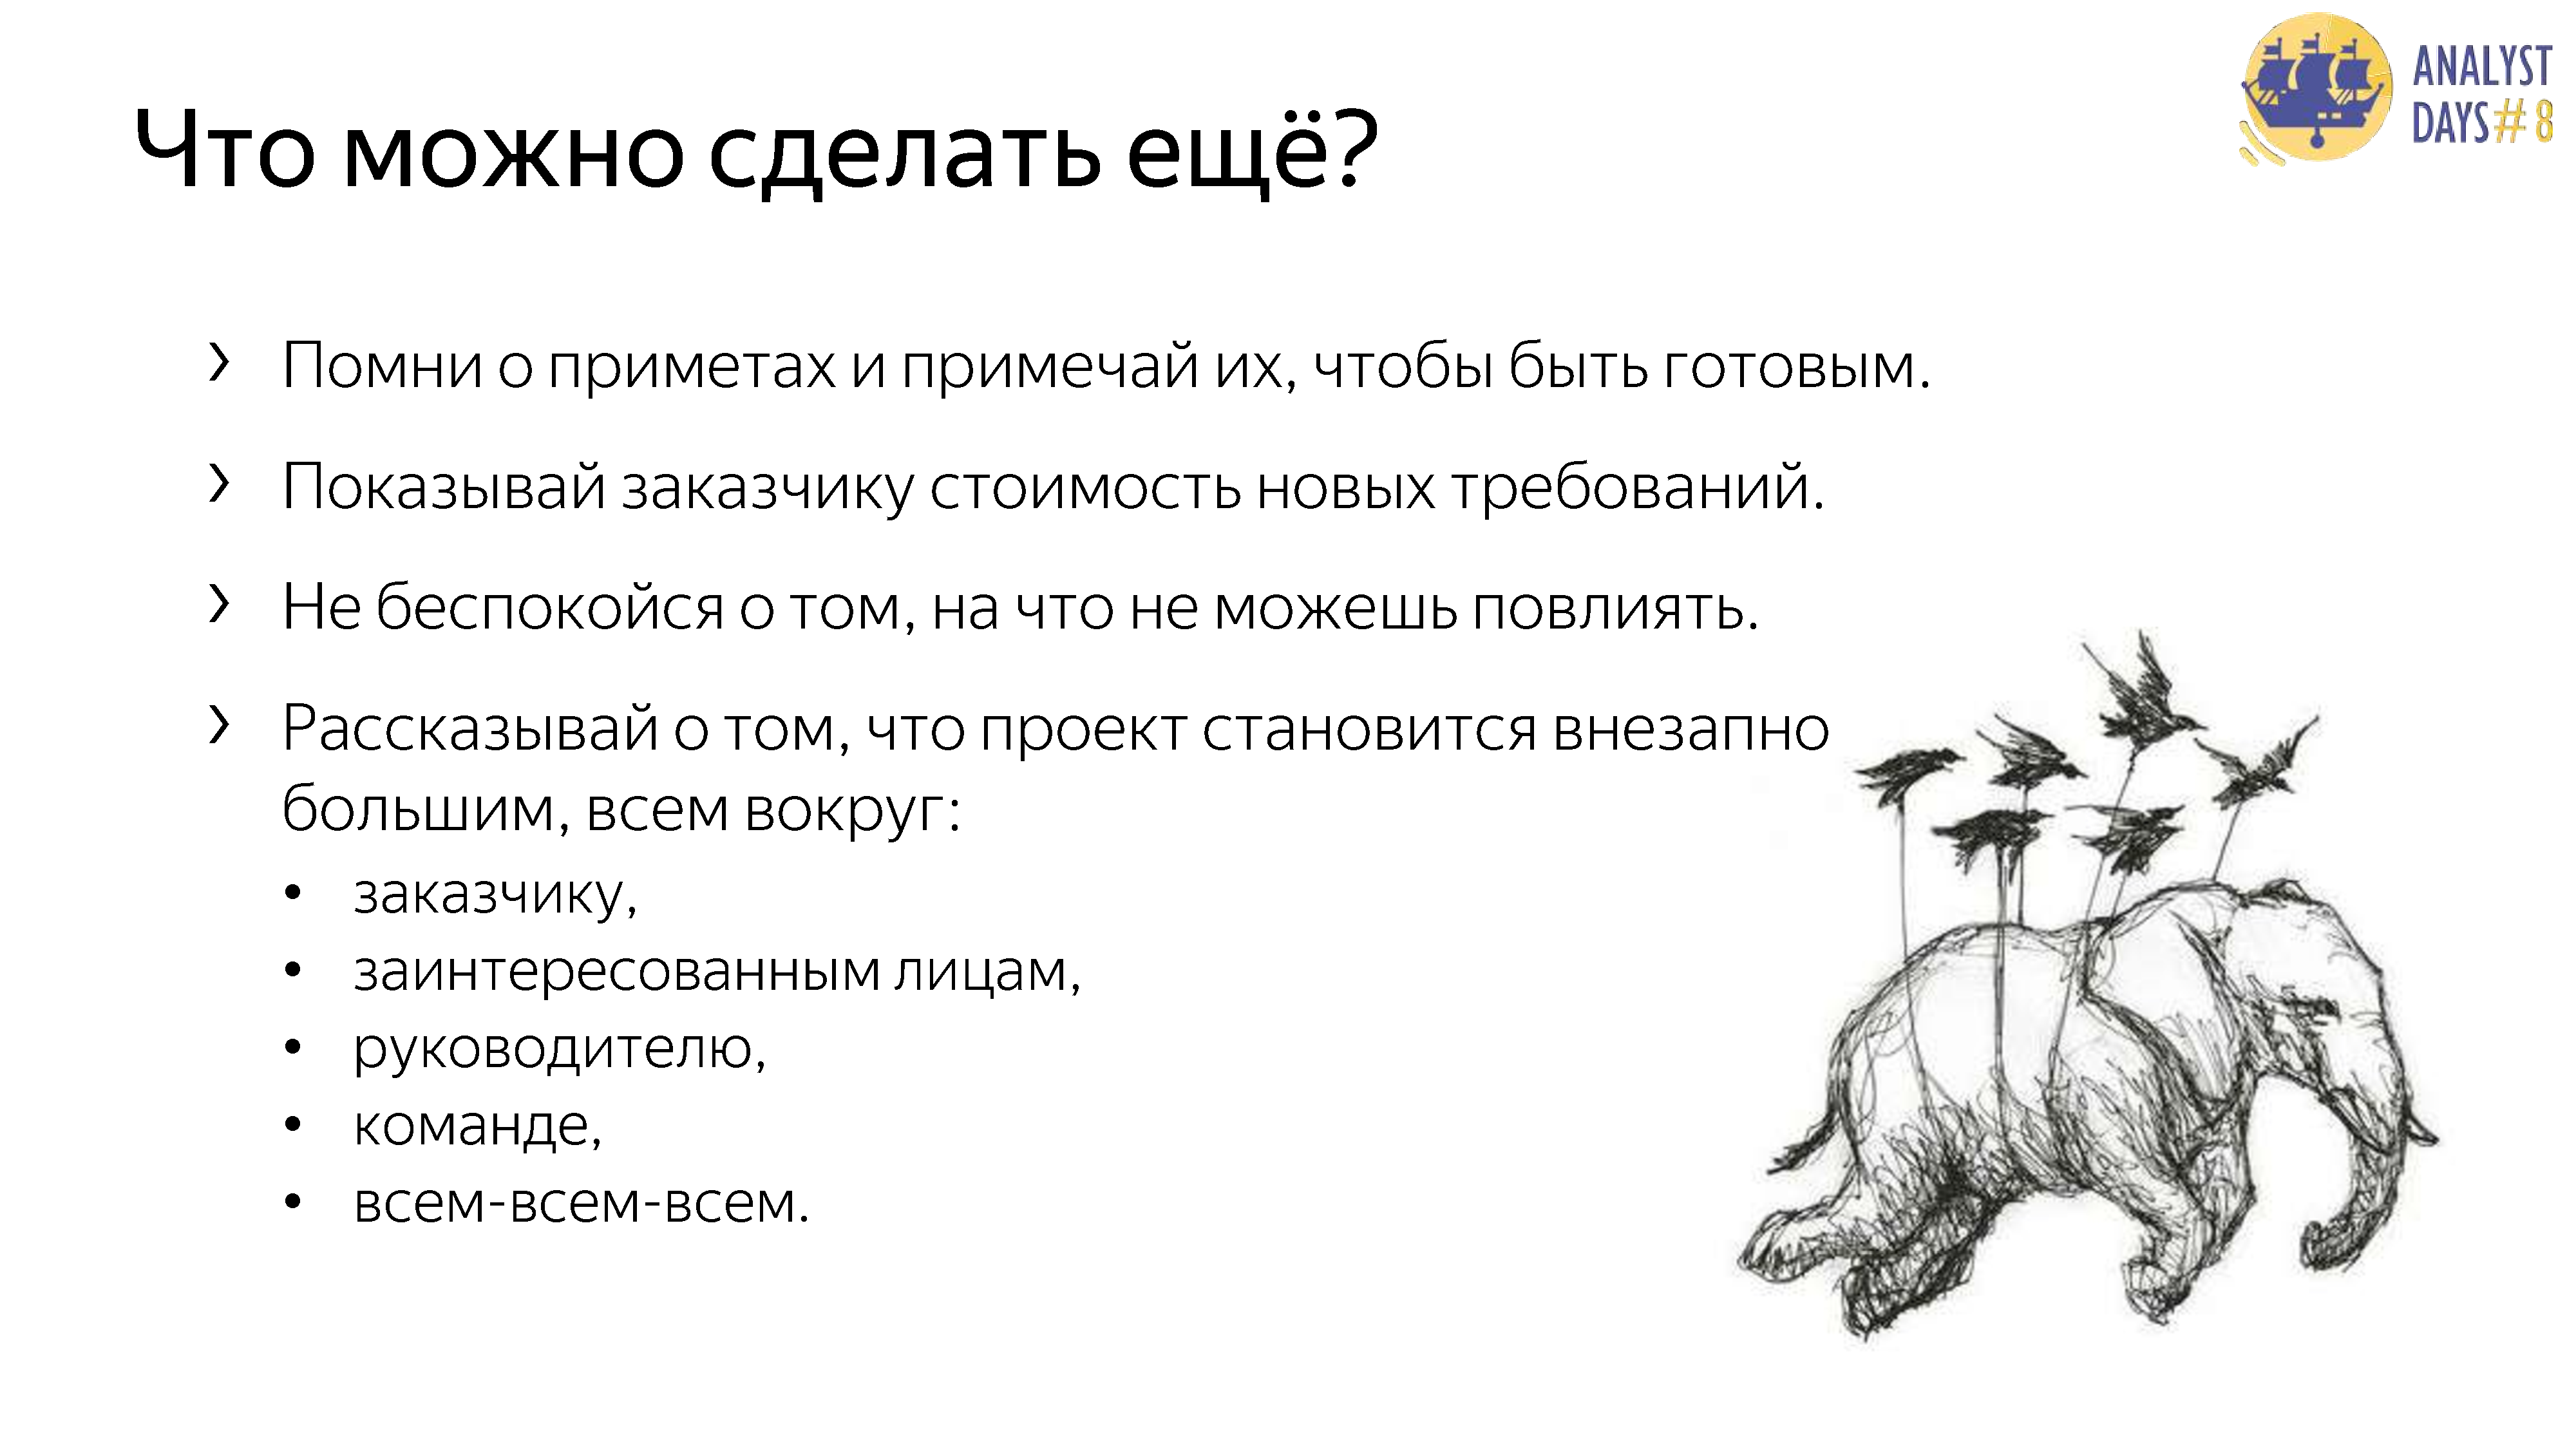 ANALYST
DAYS#8
Что можно сделать ещё?
› Помни о приметах и примечай их, чтобы быть готовым.
› Показывай заказчику стоимость новых требований.
› Не беспокойся о том, на что не можешь повлиять.
› Рассказывай о том, что проект становится внезапно
большим, всем вокруг:
• заказчику,
• заинтересованным лицам,
• руководителю,
• команде,
• всем-всем-всем.